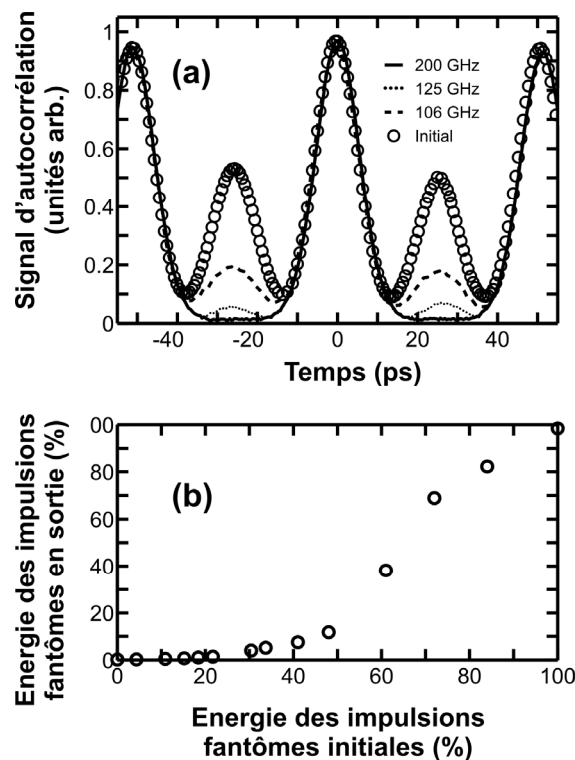 Signal d'autocorrélation
(unités arb.)
1
0.8
0.6
0.4
0.2
0
(a)
200 GHz
125 GHz
106 GHz
Initial
-40 -20 0 20 40
Temps (ps)
Energie des impulsions
fantômes en sortie (%)
00
80
60
40
20
00
(b)
0 20 40 60 80 100
Energie des impulsions
fantômes initiales (%)